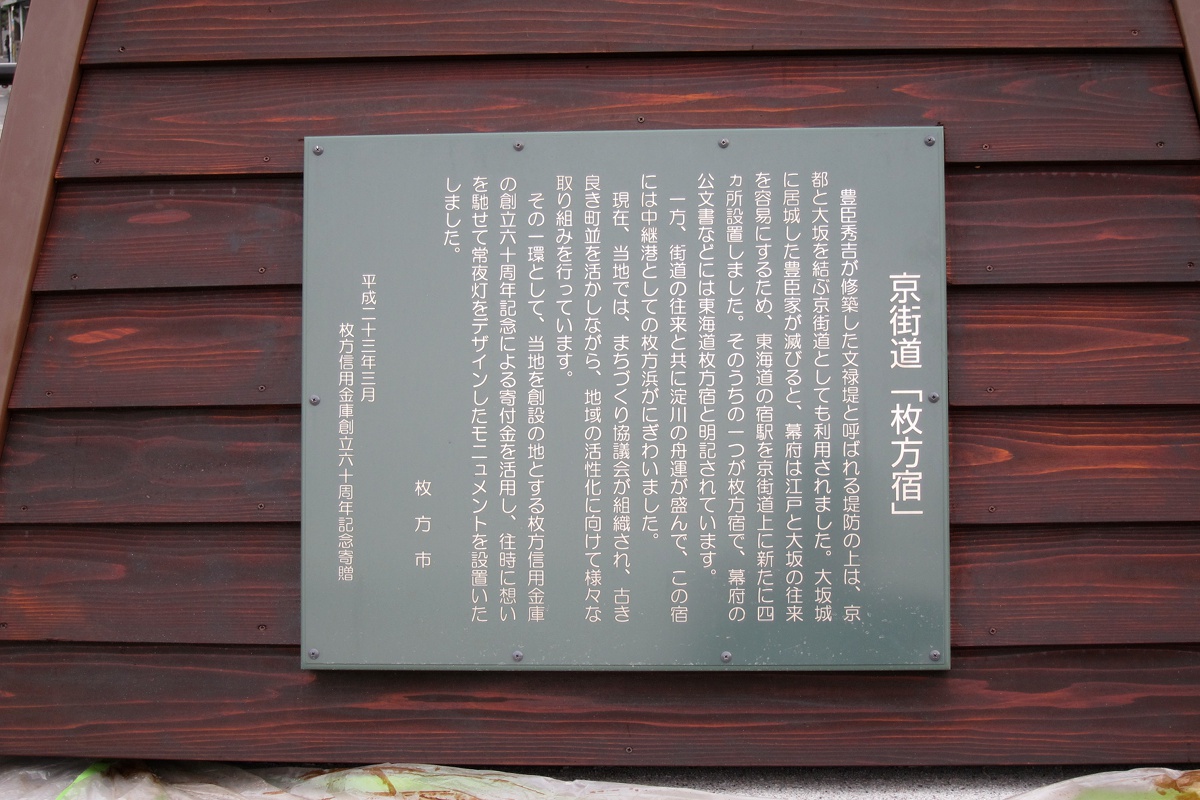 京街道「枚方宿」
豊臣秀吉が修築した文禄堤と呼ばれる堤防の上は、京
都と大坂を結ぶ京街道としても利用されました。大坂城
に居城した豊臣家が滅びると、幕府は江戸と大坂の往来
を容易にするため、東海道の宿駅を京街道上に新たに四
ヵ所設置しました。そのうちの一つが枚方宿で、幕府の
公文書などには東海道枚方宿と明記されています。
一方、街道の往来と共に淀川の舟運が盛んで、この宿
には中継港としての枚方浜がにぎわいました。
現在、当地では、まちづくり協議会が組織され、古き
良き町並を活かしながら、地域の活性化に向けて様々な
取り組みを行っています。
その一環として、当地を創設の地とする枚方信用金庫
の創立六十周年記念による寄付金を活用し、往時に想い
を馳せて常夜灯をデザインしたモニュメントを設置いた
しました。
枚方市
平成二十三年三月
枚方信用金庫創立六十周年記念寄贈